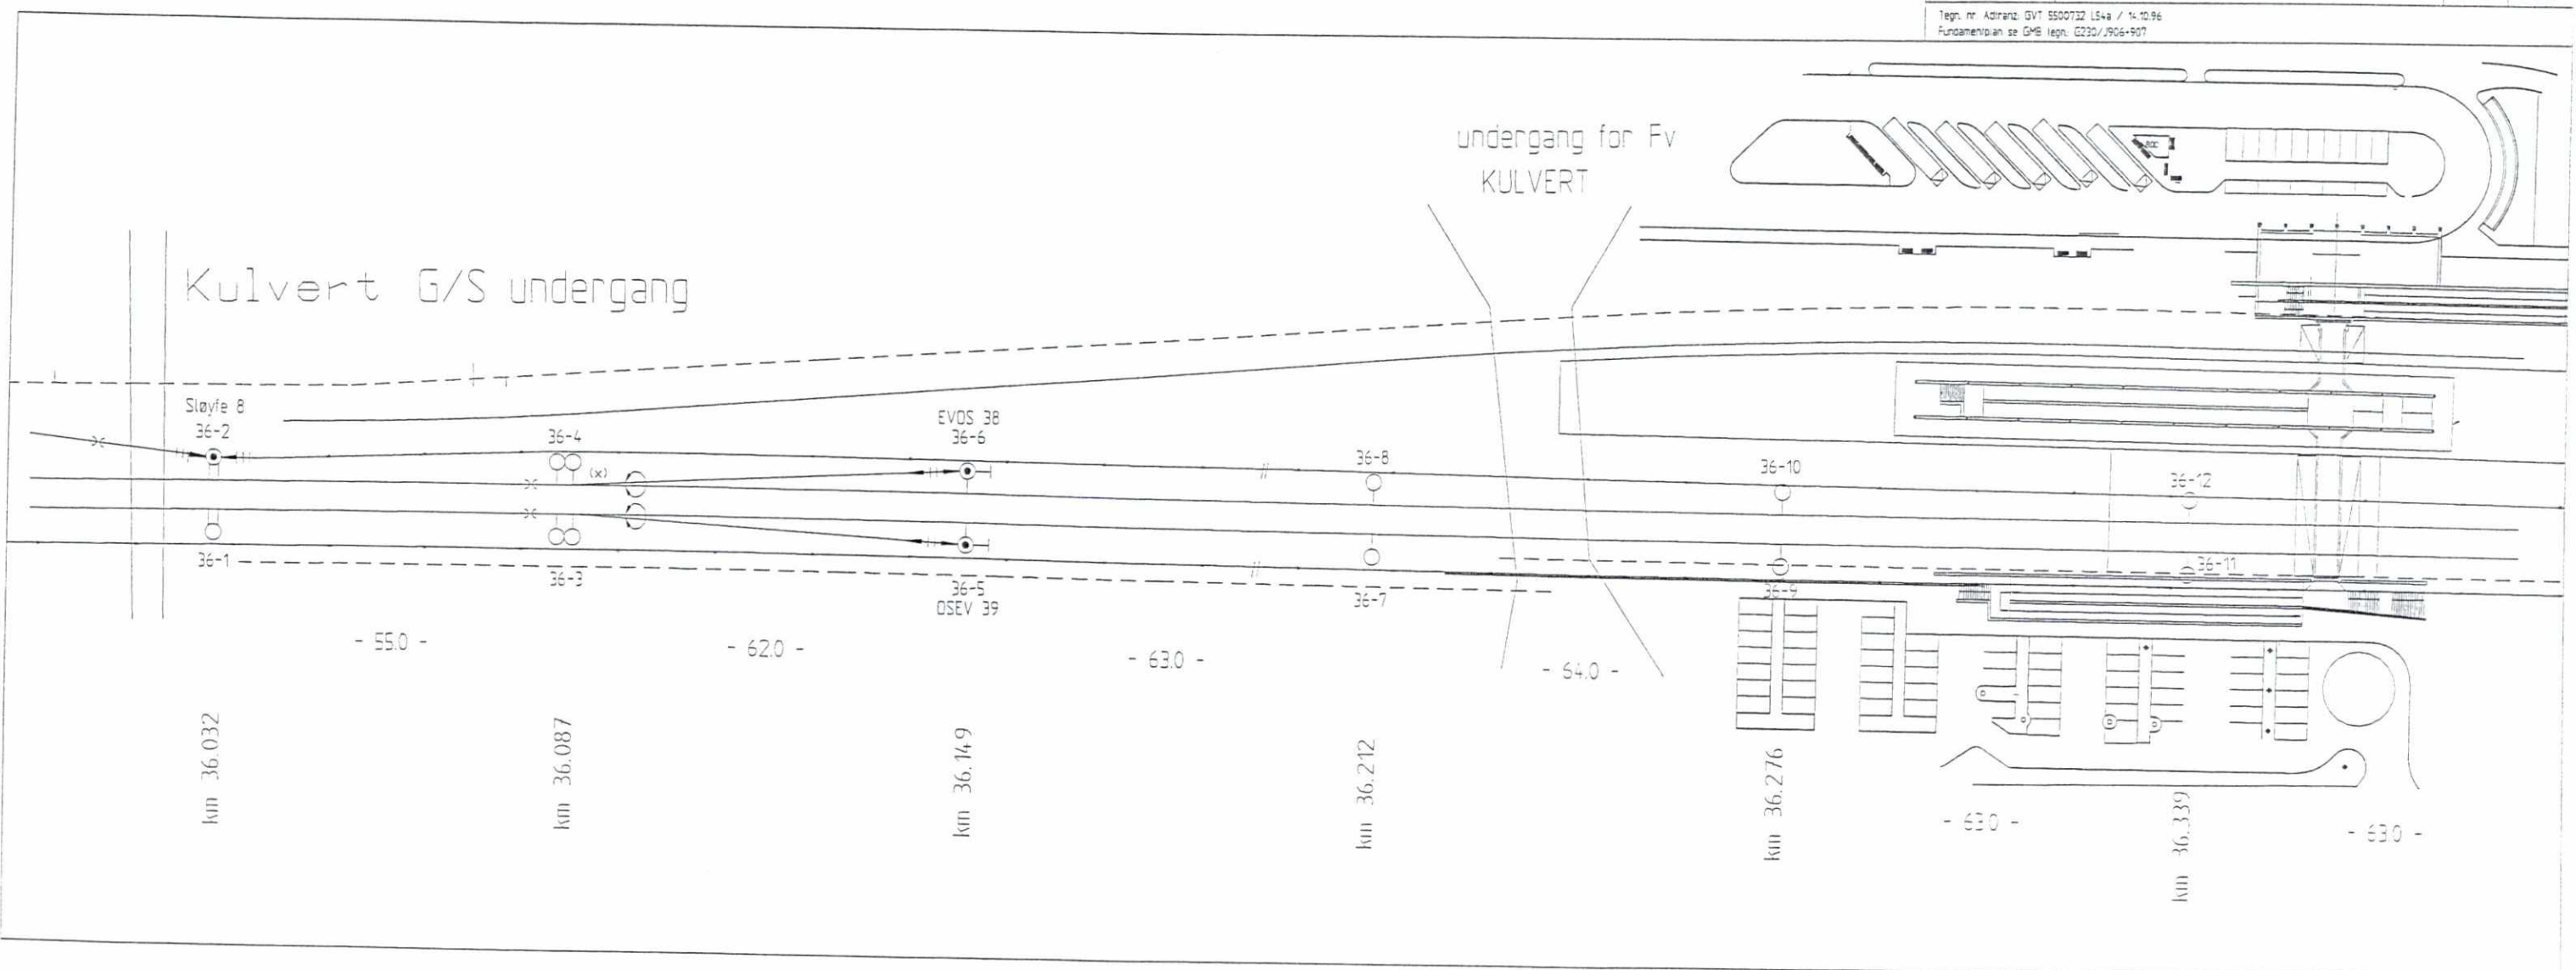 Tegn. nr. Adtranz: GVT 5500732 LS4a / 14.10.96
Fundamentplan se GMB tegn: G230/J906+907
undergang for Fv
KULVERT
Kulvert G/S undergang
Sløyfe 8
36-2
36-4
(x)
EVOS 38
36-6
36-8
36-10
36-12
36-1
36-3
36-5
OSEV 39
36-7
36-9
36-11
- 55.0 -
- 62.0 -
- 63.0 -
- 64.0 -
- 63.0 -
- 63.0 -
km 36.032
km 36.087
km 36.149
km 36.212
km 36.276
km 36.339